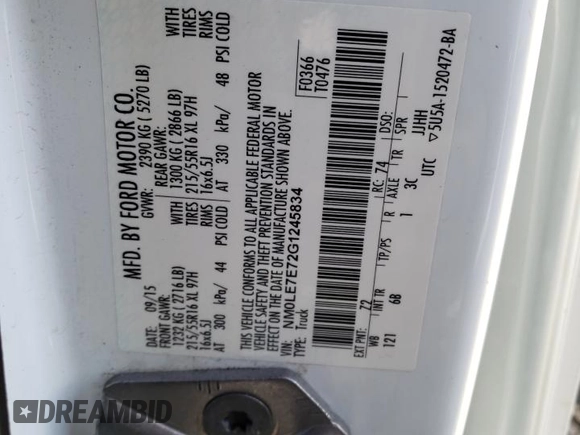 MFD. BY FORD MOTOR CO.
DATE: 09/15 GVWR: 2390 KG ( 5270 LB)
FRONT GAWR: REAR GAWR:
1232 KG ( 2716 LB) WITH 1300 KG ( 2866 LB) WITH
215/55R16 XL 97H TIRES 215/55R16 XL 97H TIRES
16x6.5J RIMS 16x6.5J RIMS
AT 300 kPa/ 44 PSI COLD AT 330 kPa/ 48 PSI COLD
THIS VEHICLE CONFORMS TO ALL APPLICABLE FEDERAL MOTOR
VEHICLE SAFETY AND THEFT PREVENTION STANDARDS IN
EFFECT ON THE DATE OF MANUFACTURE SHOWN ABOVE.
VIN: NM0LE7E72G1245834
TYPE: Truck
F0366
T0476
EXT PNT: 72 RC: 74 DSO:
WB INT TR TP/PS R AXLE TR SPR
121 6B 1 3C JJHH
UTC ▽5U5A-1520472-BA
DREAMBID